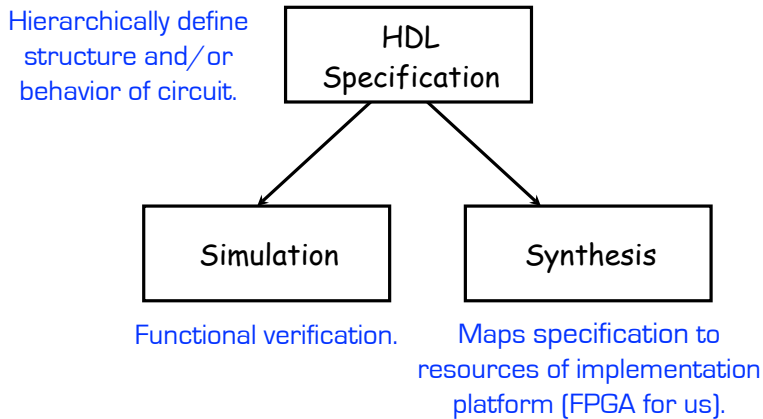 Hierarchically define
structure and/or
behavior of circuit.
HDL
Specification
Simulation
Synthesis
Functional verification.
Maps specification to
resources of implementation
platform (FPGA for us).